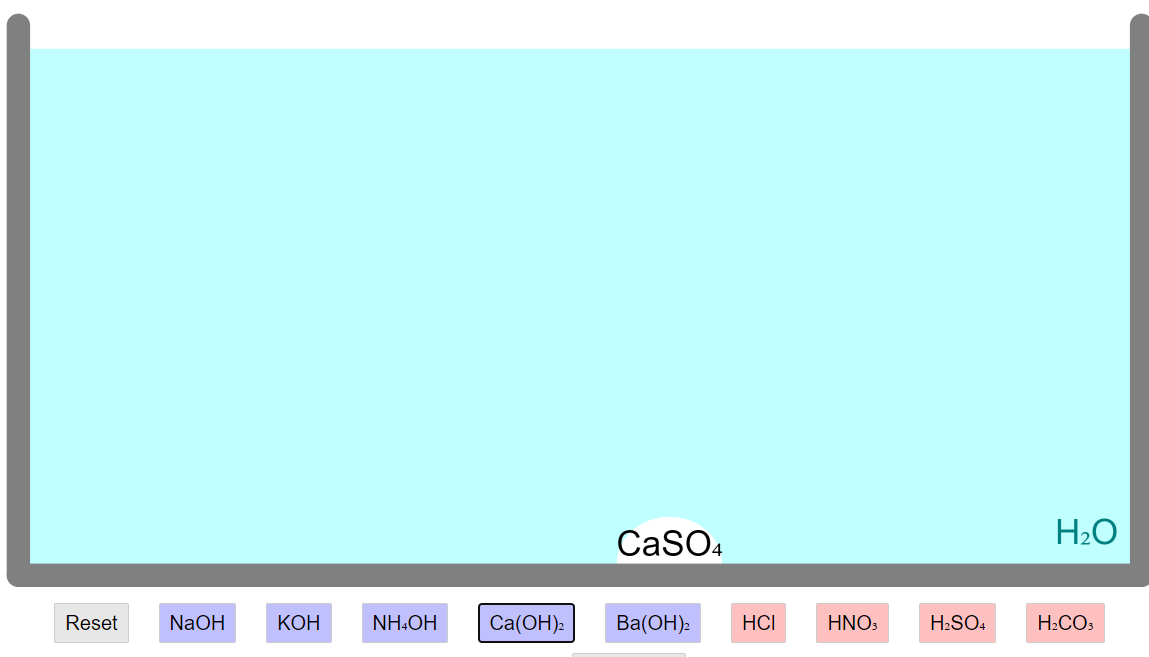 CaSO₄
H₂O
Reset NaOH KOH NH₄OH Ca(OH)₂ Ba(OH)₂ HCl HNO₃ H₂SO₄ H₂CO₃